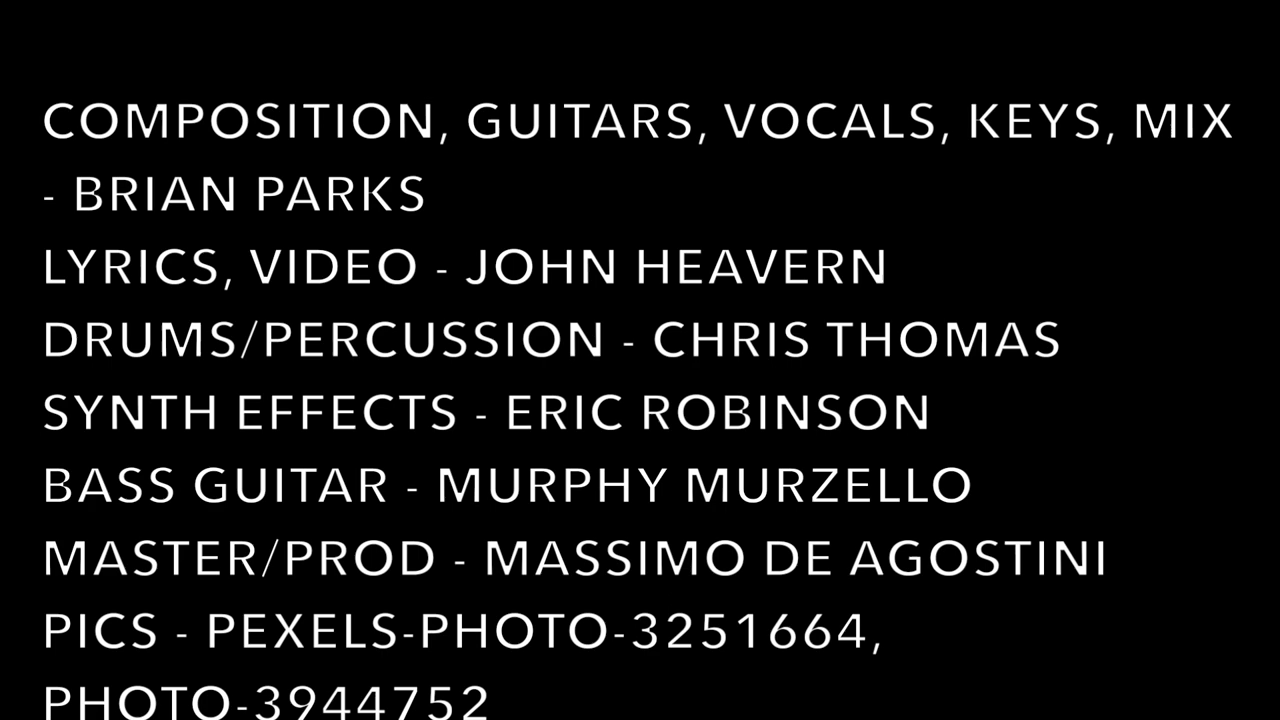 COMPOSITION, GUITARS, VOCALS, KEYS, MIX
- BRIAN PARKS
LYRICS, VIDEO - JOHN HEAVERN
DRUMS/PERCUSSION - CHRIS THOMAS
SYNTH EFFECTS - ERIC ROBINSON
BASS GUITAR - MURPHY MURZELLO
MASTER/PROD - MASSIMO DE AGOSTINI
PICS - PEXELS-PHOTO-3251664,
PHOTO-3944752